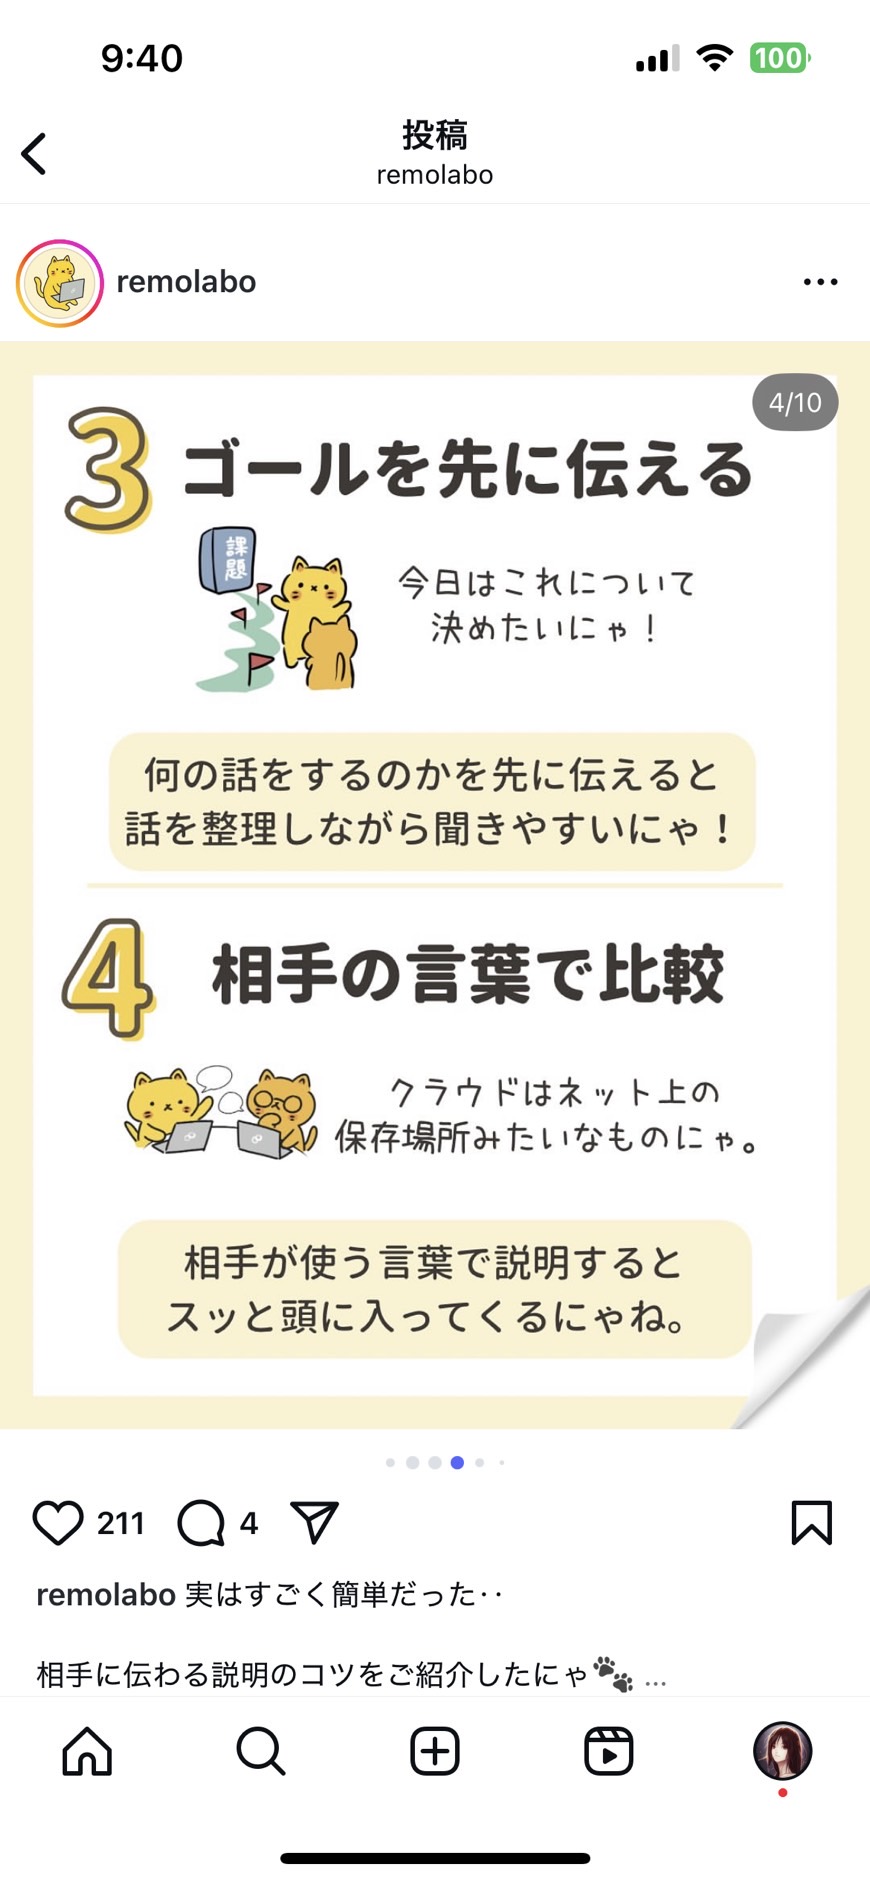 9:40
100
投稿
remolabo
remolabo
4/10
3 ゴールを先に伝える
課題
今日はこれについて
決めたいにゃ！
何の話をするのかを先に伝えると
話を整理しながら聞きやすいにゃ！
4 相手の言葉で比較
クラウドはネット上の
保存場所みたいなものにゃ。
相手が使う言葉で説明すると
スッと頭に入ってくるにゃね。
211 4
remolabo 実はすごく簡単だった‥
相手に伝わる説明のコツをご紹介したにゃ🐾 ...